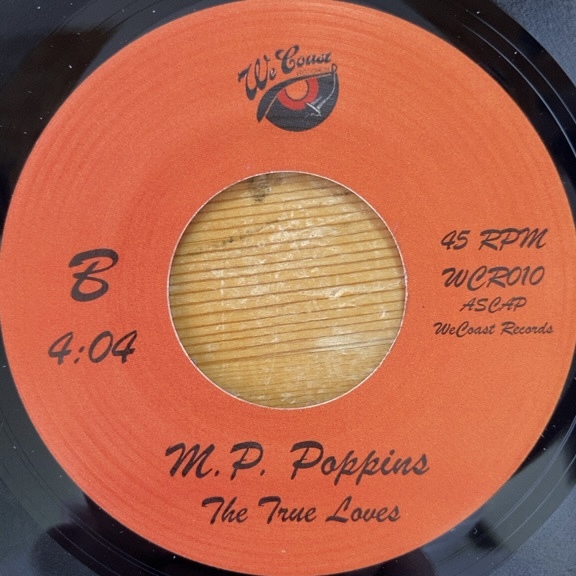 We Coast
B
4:04
45 RPM
WCR010
ASCAP
WeCoast Records
M.P. Poppins
The True Loves